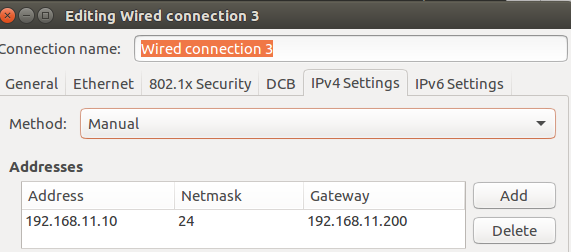 Editing Wired connection 3
Connection name: Wired connection 3
General Ethernet 802.1x Security DCB IPv4 Settings IPv6 Settings
Method: Manual
Addresses
Address Netmask Gateway Add
192.168.11.10 24 192.168.11.200
Delete